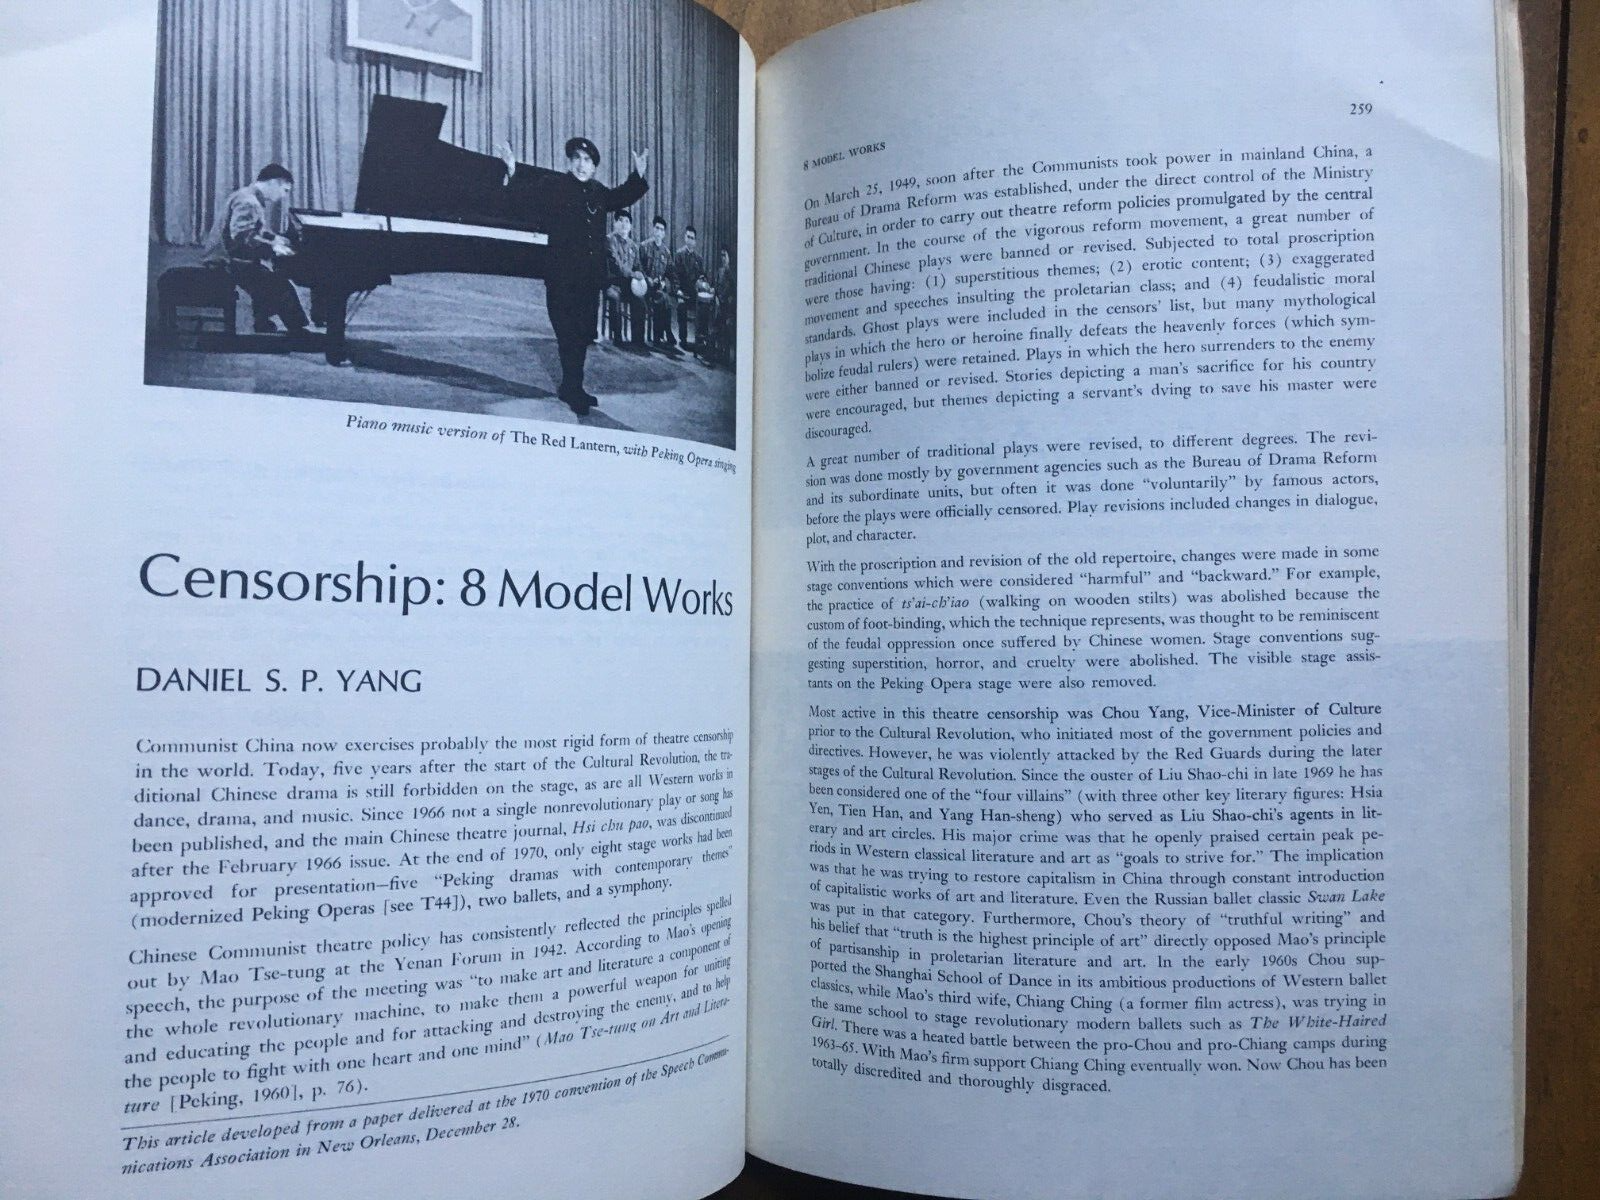 Piano music version of The Red Lantern, with Peking Opera singing
Censorship: 8 Model Works
DANIEL S. P. YANG
Communist China now exercises probably the most rigid form of theatre censorship
in the world. Today, five years after the start of the Cultural Revolution, the tra-
ditional Chinese drama is still forbidden on the stage, as are all Western works in
dance, drama, and music. Since 1966 not a single nonrevolutionary play or song has
been published, and the main Chinese theatre journal, Hsi chu pao, was discontinued
after the February 1966 issue. At the end of 1970, only eight stage works had been
approved for presentation—five "Peking dramas with contemporary themes"
(modernized Peking Operas [see T44]), two ballets, and a symphony.
Chinese Communist theatre policy has consistently reflected the principles spelled
out by Mao Tse-tung at the Yenan Forum in 1942. According to Mao's opening
speech, the purpose of the meeting was "to make art and literature a component of
the whole revolutionary machine, to make them a powerful weapon for uniting
and educating the people and for attacking and destroying the enemy, and to help
the people to fight with one heart and one mind" (Mao Tse-tung on Art and Litera-
ture [Peking, 1960], p. 76).
This article developed from a paper delivered at the 1970 convention of the Speech Commu-
nications Association in New Orleans, December 28.
259
8 MODEL WORKS
On March 25, 1949, soon after the Communists took power in mainland China, a
Bureau of Drama Reform was established, under the direct control of the Ministry
of Culture, in order to carry out theatre reform policies promulgated by the central
government. In the course of the vigorous reform movement, a great number of
traditional Chinese plays were banned or revised. Subjected to total proscription
were those having: (1) superstitious themes; (2) erotic content; (3) exaggerated
movement and speeches insulting the proletarian class; and (4) feudalistic moral
standards. Ghost plays were included in the censors' list, but many mythological
plays in which the hero or heroine finally defeats the heavenly forces (which sym-
bolize feudal rulers) were retained. Plays in which the hero surrenders to the enemy
were either banned or revised. Stories depicting a man's sacrifice for his country
were encouraged, but themes depicting a servant's dying to save his master were
discouraged.
A great number of traditional plays were revised, to different degrees. The revi-
sion was done mostly by government agencies such as the Bureau of Drama Reform
and its subordinate units, but often it was done "voluntarily" by famous actors,
before the plays were officially censored. Play revisions included changes in dialogue,
plot, and character.
With the proscription and revision of the old repertoire, changes were made in some
stage conventions which were considered "harmful" and "backward." For example,
the practice of ts'ai-ch'iao (walking on wooden stilts) was abolished because the
custom of foot-binding, which the technique represents, was thought to be reminiscent
of the feudal oppression once suffered by Chinese women. Stage conventions sug-
gesting superstition, horror, and cruelty were abolished. The visible stage assis-
tants on the Peking Opera stage were also removed.
Most active in this theatre censorship was Chou Yang, Vice-Minister of Culture
prior to the Cultural Revolution, who initiated most of the government policies and
directives. However, he was violently attacked by the Red Guards during the later
stages of the Cultural Revolution. Since the ouster of Liu Shao-chi in late 1969 he has
been considered one of the "four villains" (with three other key literary figures: Hsia
Yen, Tien Han, and Yang Han-sheng) who served as Liu Shao-chi's agents in lit-
erary and art circles. His major crime was that he openly praised certain peak pe-
riods in Western classical literature and art as "goals to strive for." The implication
was that he was trying to restore capitalism in China through constant introduction
of capitalistic works of art and literature. Even the Russian ballet classic Swan Lake
was put in that category. Furthermore, Chou's theory of "truthful writing" and
his belief that "truth is the highest principle of art" directly opposed Mao's principle
of partisanship in proletarian literature and art. In the early 1960s Chou sup-
ported the Shanghai School of Dance in its ambitious productions of Western ballet
classics, while Mao's third wife, Chiang Ching (a former film actress), was trying in
the same school to stage revolutionary modern ballets such as The White-Haired
Girl. There was a heated battle between the pro-Chou and pro-Chiang camps during
1963–65. With Mao's firm support Chiang Ching eventually won. Now Chou has been
totally discredited and thoroughly disgraced.